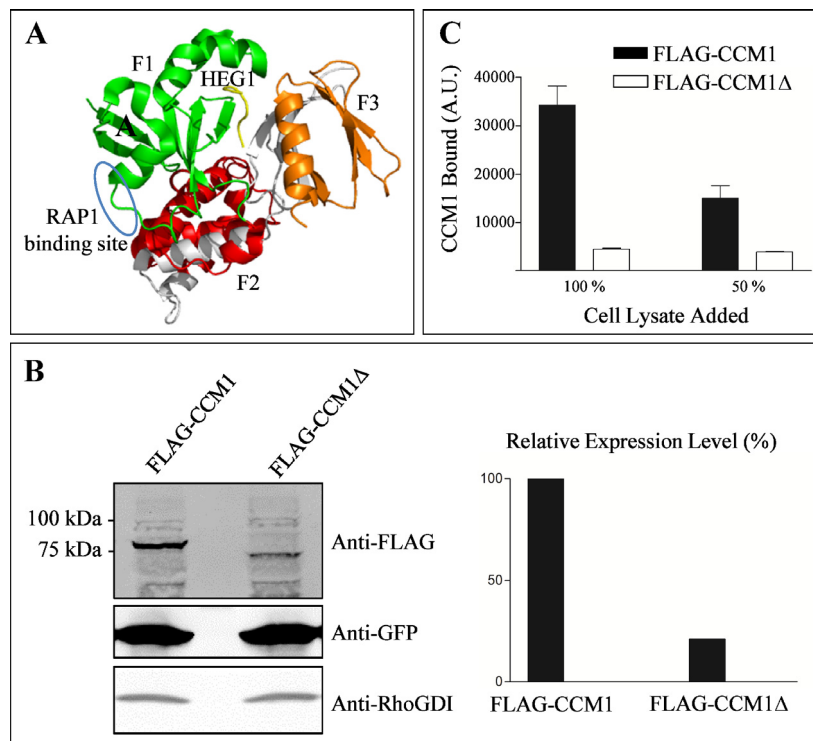 A
F1
HEG1
F3
A
RAP1
binding site
F2
C
FLAG-CCM1
FLAG-CCM1Δ
CCM1 Bound (A.U.)
40000
30000
20000
10000
100 %
50 %
Cell Lysate Added
B
FLAG-CCM1
FLAG-CCM1Δ
100 kDa
75 kDa
Anti-FLAG
Anti-GFP
Anti-RhoGDI
Relative Expression Level (%)
100
50
0
FLAG-CCM1
FLAG-CCM1Δ